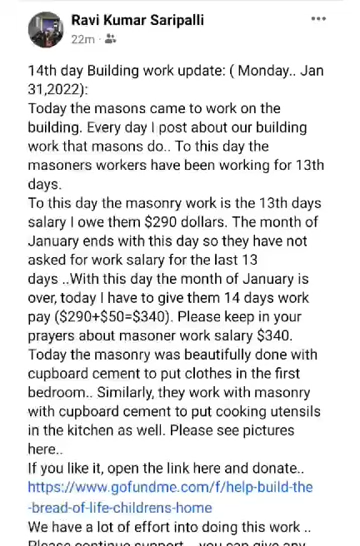 Ravi Kumar Saripalli
22m
14th day Building work update: ( Monday.. Jan
31,2022):
Today the masons came to work on the
building. Every day I post about our building
work that masons do.. To this day the
masoners workers have been working for 13th
days.
To this day the masonry work is the 13th days
salary I owe them $290 dollars. The month of
January ends with this day so they have not
asked for work salary for the last 13
days ..With this day the month of January is
over, today I have to give them 14 days work
pay ($290+$50=$340). Please keep in your
prayers about masoner work salary $340.
Today the masonry was beautifully done with
cupboard cement to put clothes in the first
bedroom.. Similarly, they work with masonry
with cupboard cement to put cooking utensils
in the kitchen as well. Please see pictures
here..
If you like it, open the link here and donate..
https://www.gofundme.com/f/help-build-the
-bread-of-life-childrens-home
We have a lot of effort into doing this work ..
Please continue support.. you can give any